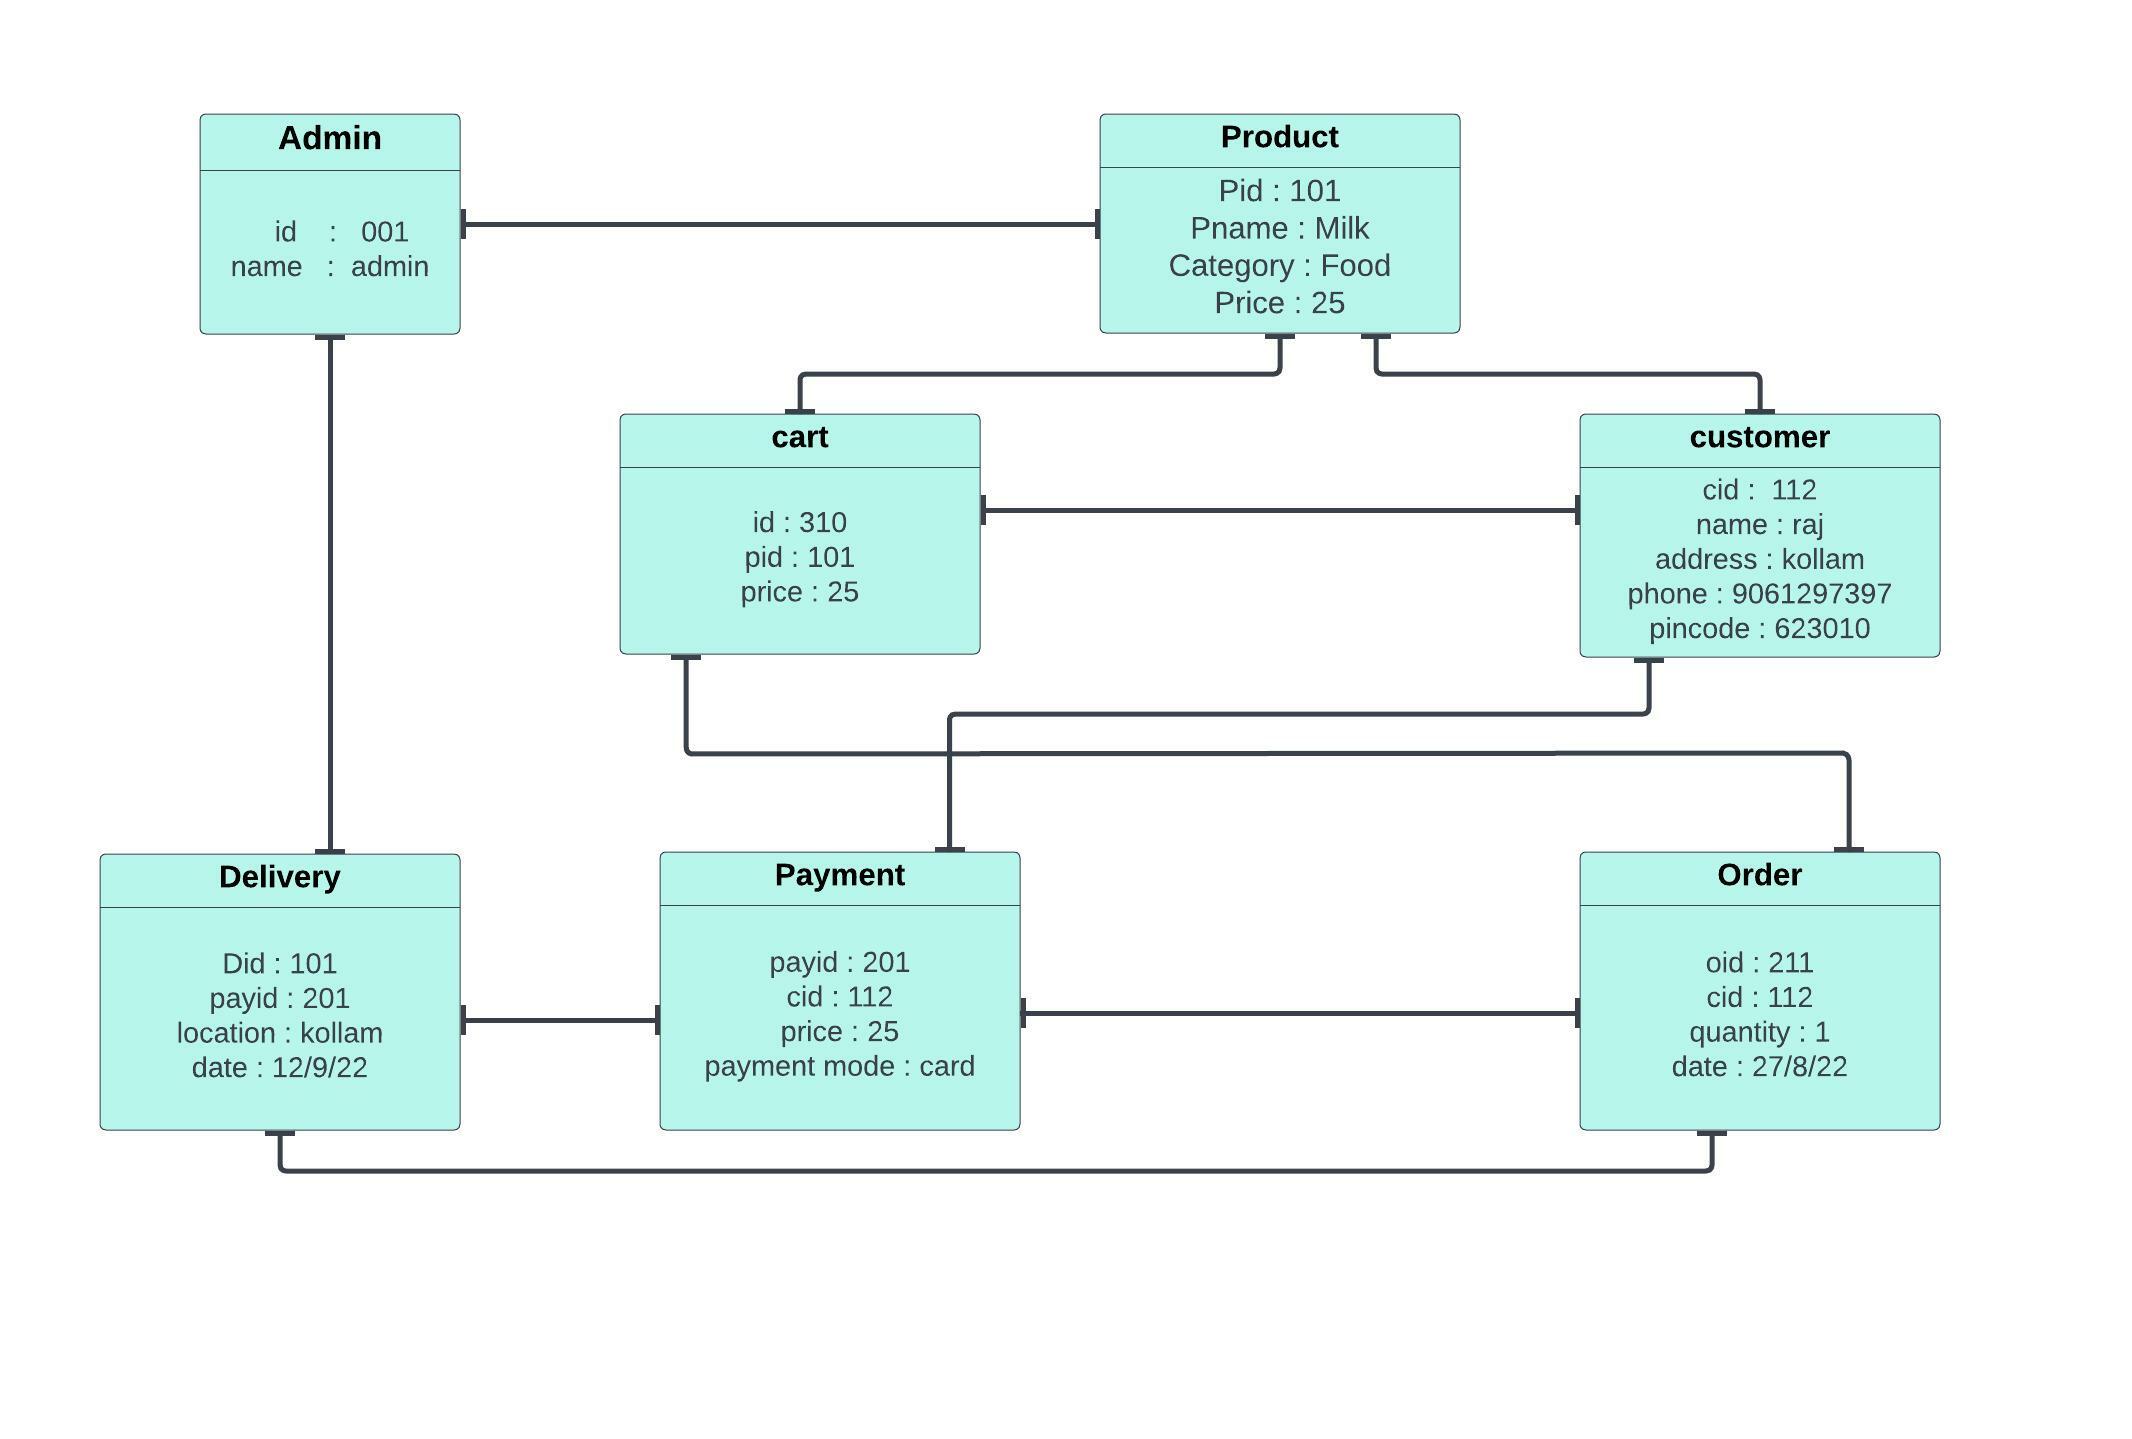 Admin
id : 001
name : admin
Product
Pid : 101
Pname : Milk
Category : Food
Price : 25
cart
id : 310
pid : 101
price : 25
customer
cid : 112
name : raj
address : kollam
phone : 9061297397
pincode : 623010
Delivery
Did : 101
payid : 201
location : kollam
date : 12/9/22
Payment
payid : 201
cid : 112
price : 25
payment mode : card
Order
oid : 211
cid : 112
quantity : 1
date : 27/8/22